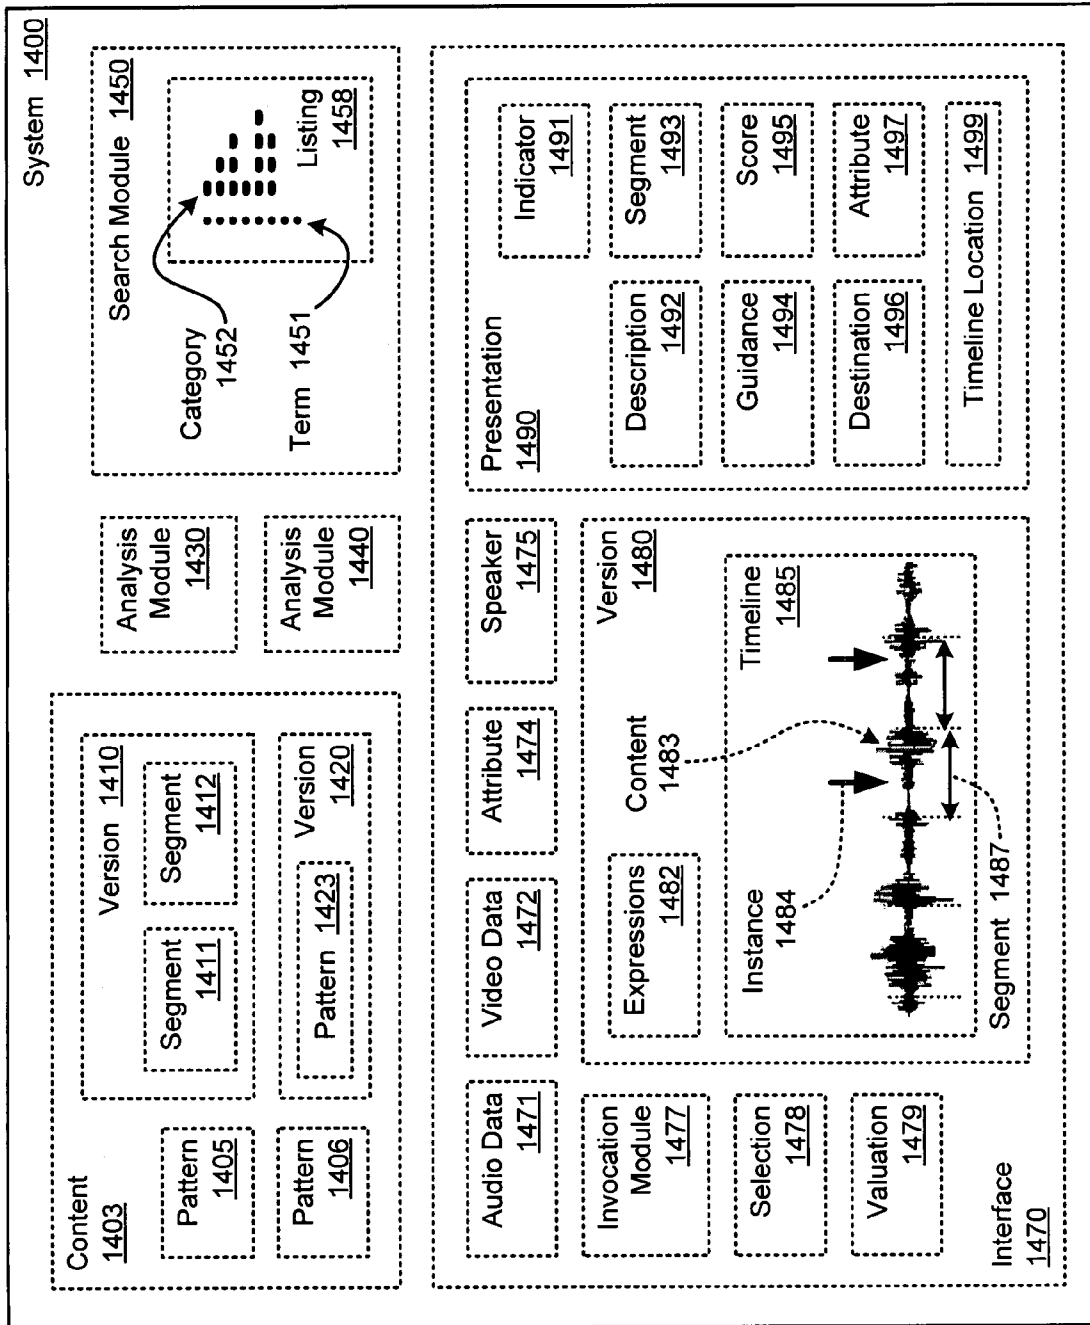 System 1400
Content
1403
Pattern
1405
Pattern
1406
Version 1410
Segment
1411
Segment
1412
Version
1420
Pattern 1423
Analysis
Module
1430
Analysis
Module
1440
Search Module 1450
Category
1452
Term 1451
Listing
1458
Interface
1470
Audio Data
1471
Video Data
1472
Attribute
1474
Speaker
1475
Invocation
Module
1477
Selection
1478
Valuation
1479
Version
1480
Expressions
1482
Content
1483
Instance
1484
Timeline
1485
Segment 1487
Presentation
1490
Indicator
1491
Description
1492
Segment
1493
Guidance
1494
Score
1495
Destination
1496
Attribute
1497
Timeline Location 1499